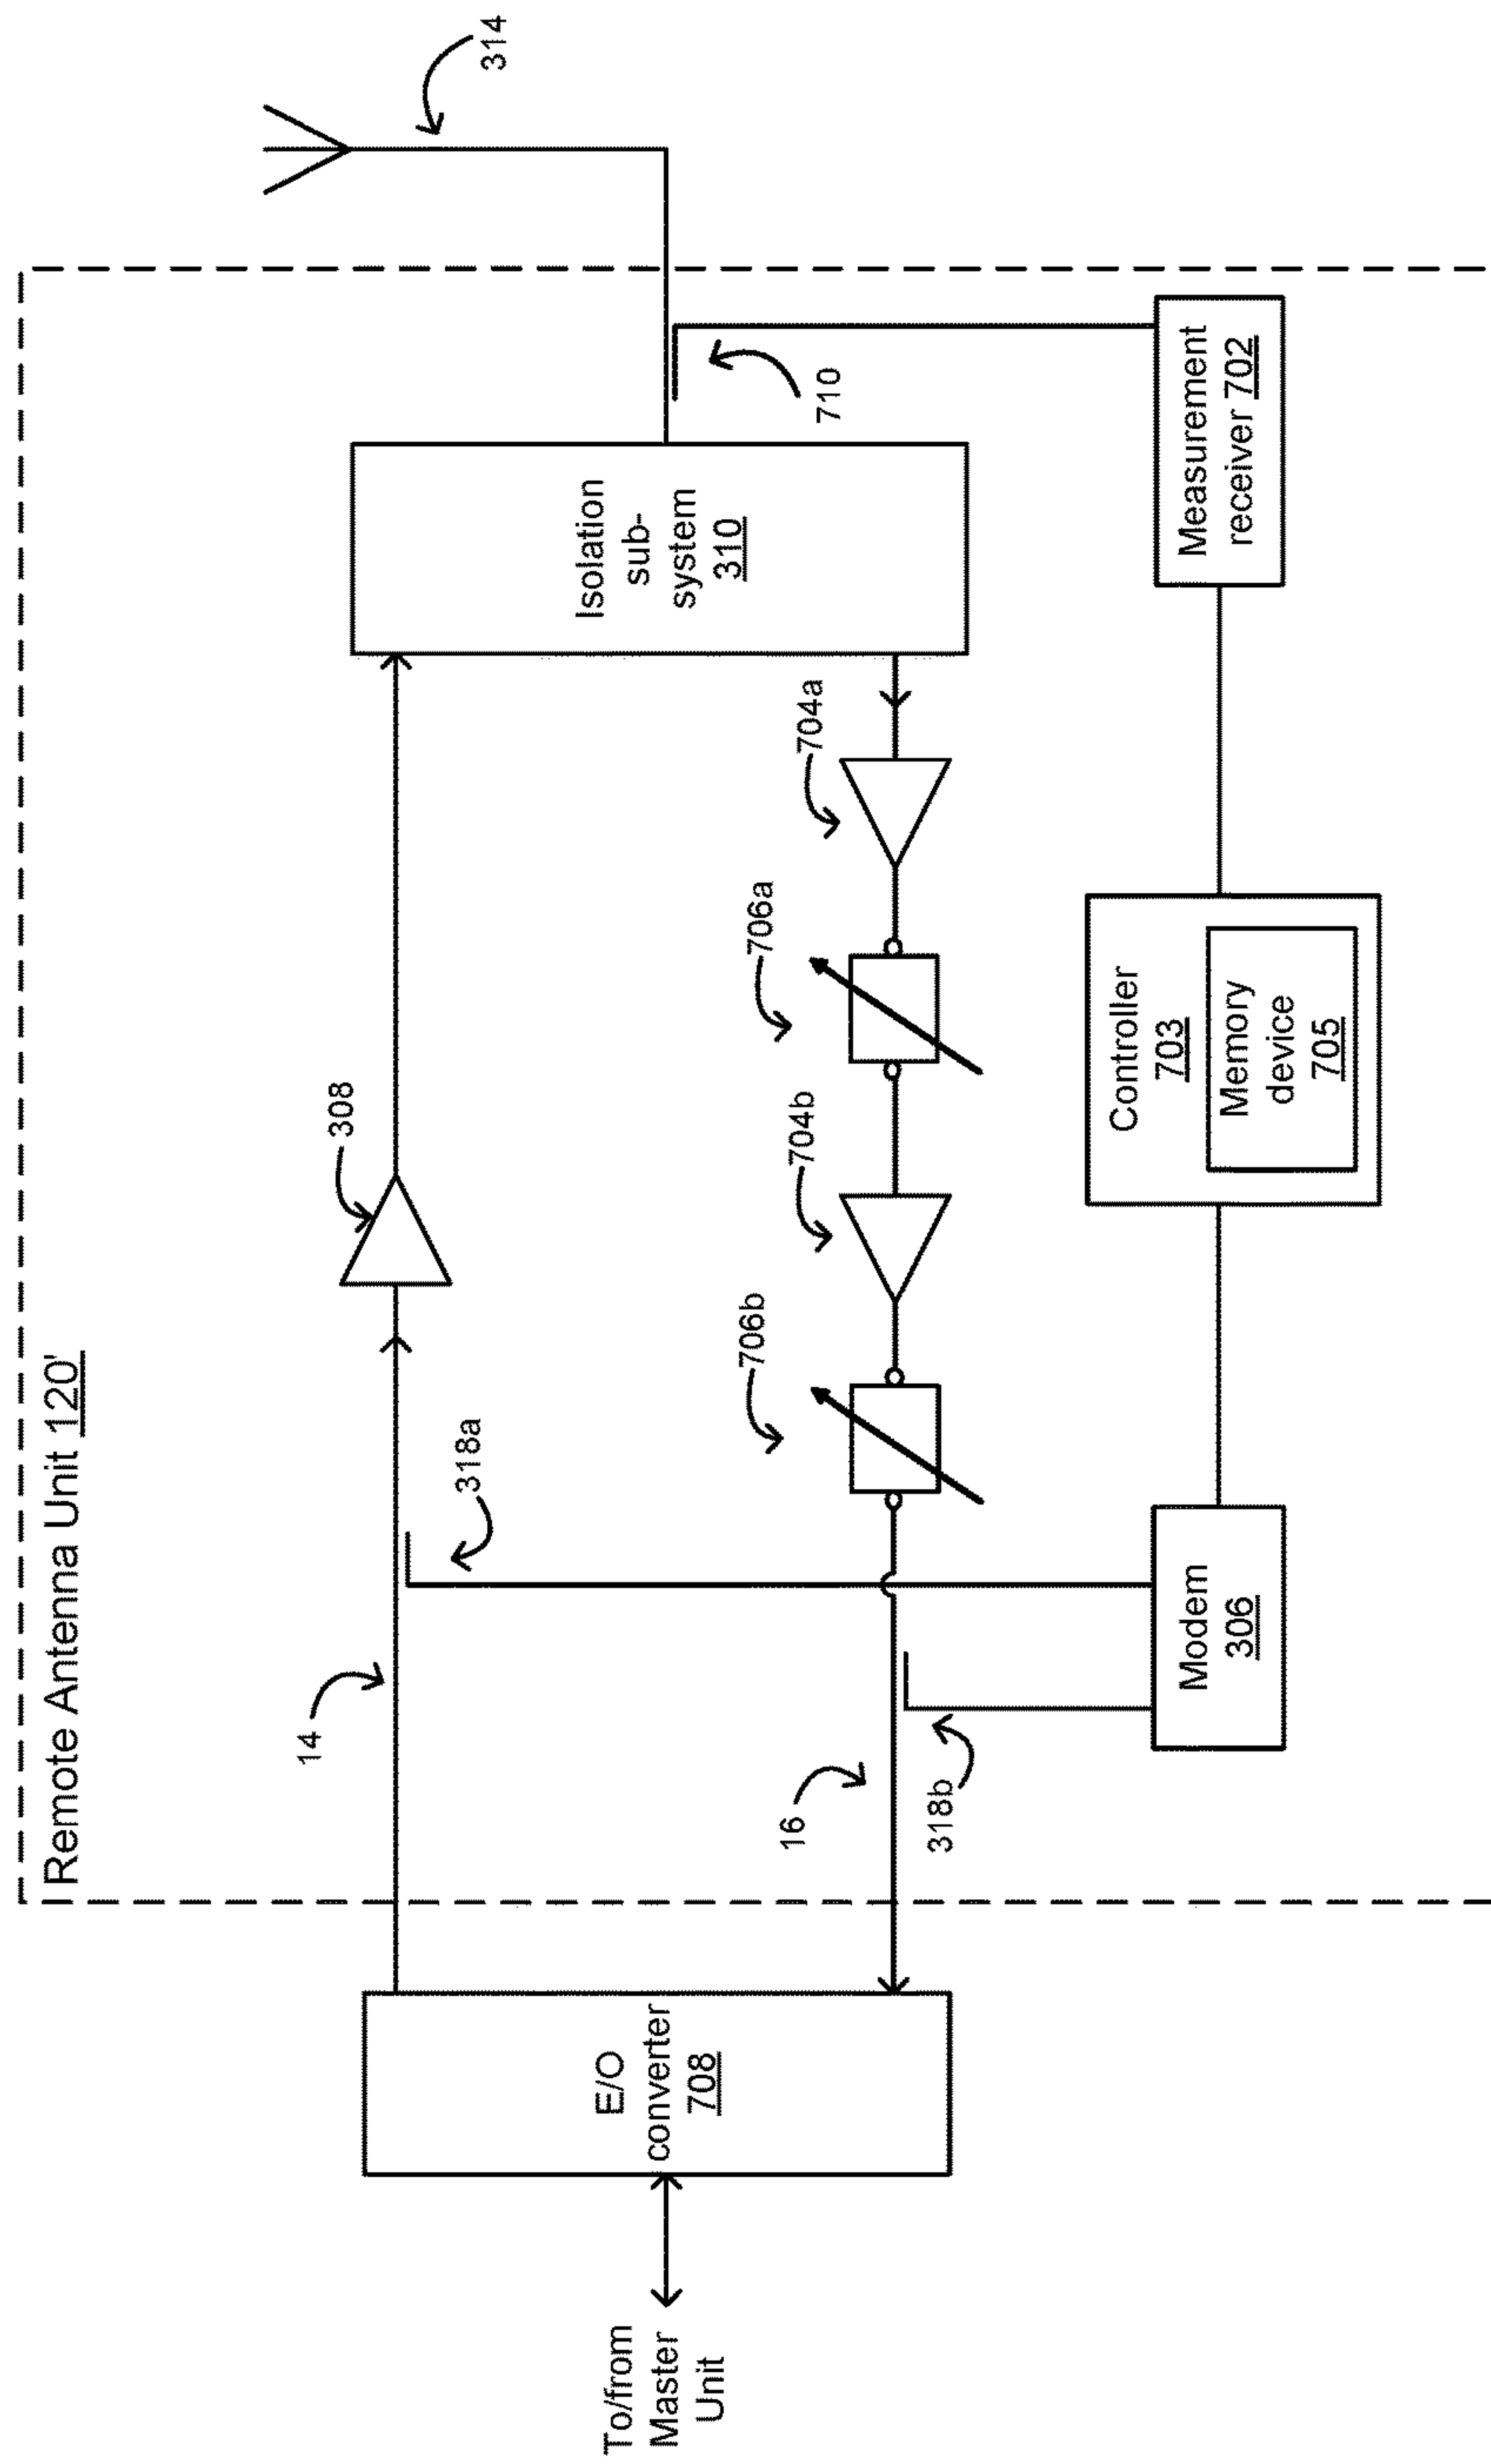 Remote Antenna Unit 120'
To/from
Master
Unit
E/O
converter
708
14
318a
308
Isolation
sub-
system
310
314
710
16
318b
706b
704b
706a
704a
Modem
306
Controller
703
Memory
device
705
Measurement
receiver 702